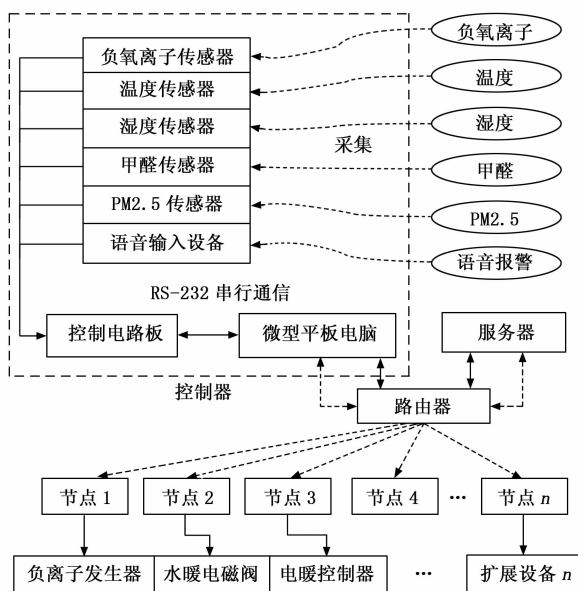 负氧离子传感器
温度传感器
湿度传感器
甲醛传感器
PM2.5 传感器
语音输入设备
采集
负氧离子
温度
湿度
甲醛
PM2.5
语音报警
RS-232 串行通信
控制电路板
微型平板电脑
服务器
控制器
路由器
节点 1
节点 2
节点 3
节点 4
···
节点 n
负离子发生器
水暖电磁阀
电暖控制器
···
扩展设备 n